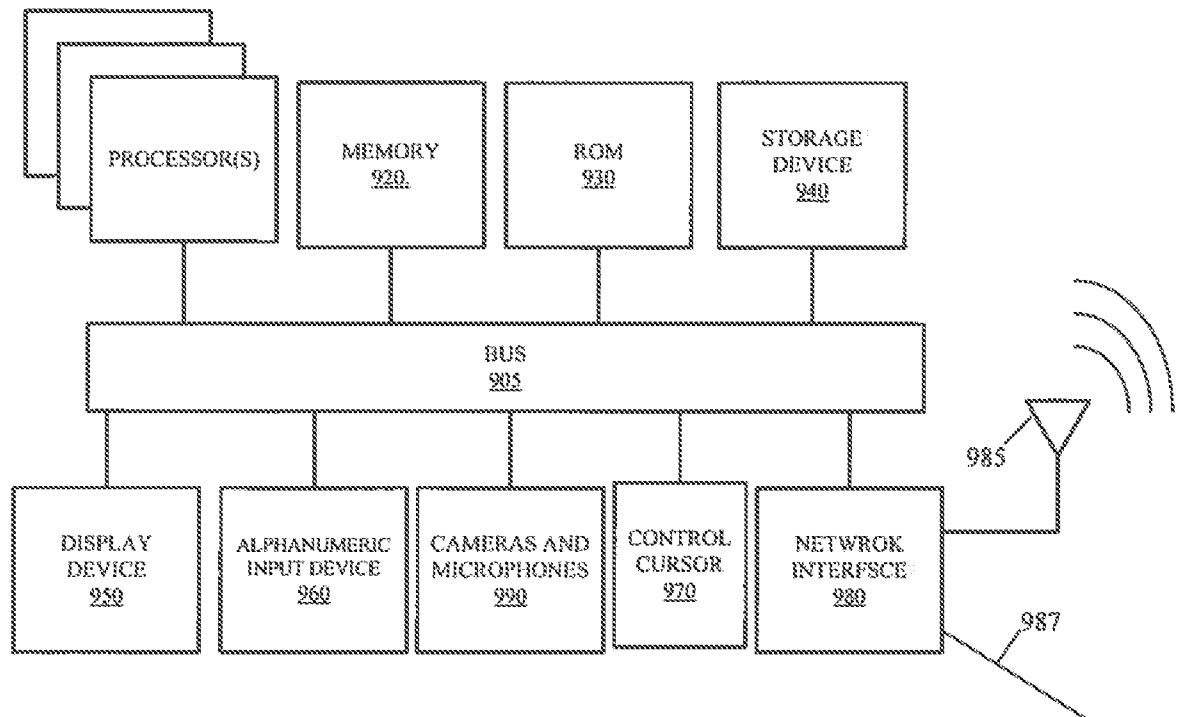 PROCESSOR(S)
MEMORY
920.
ROM
930
STORAGE
DEVICE
940
BUS
905
985
DISPLAY
DEVICE
950
ALPHANUMERIC
INPUT DEVICE
960
CAMERAS AND
MICROPHONES
990
CONTROL
CURSOR
970
NETWROK
INTERFSCE
980
987